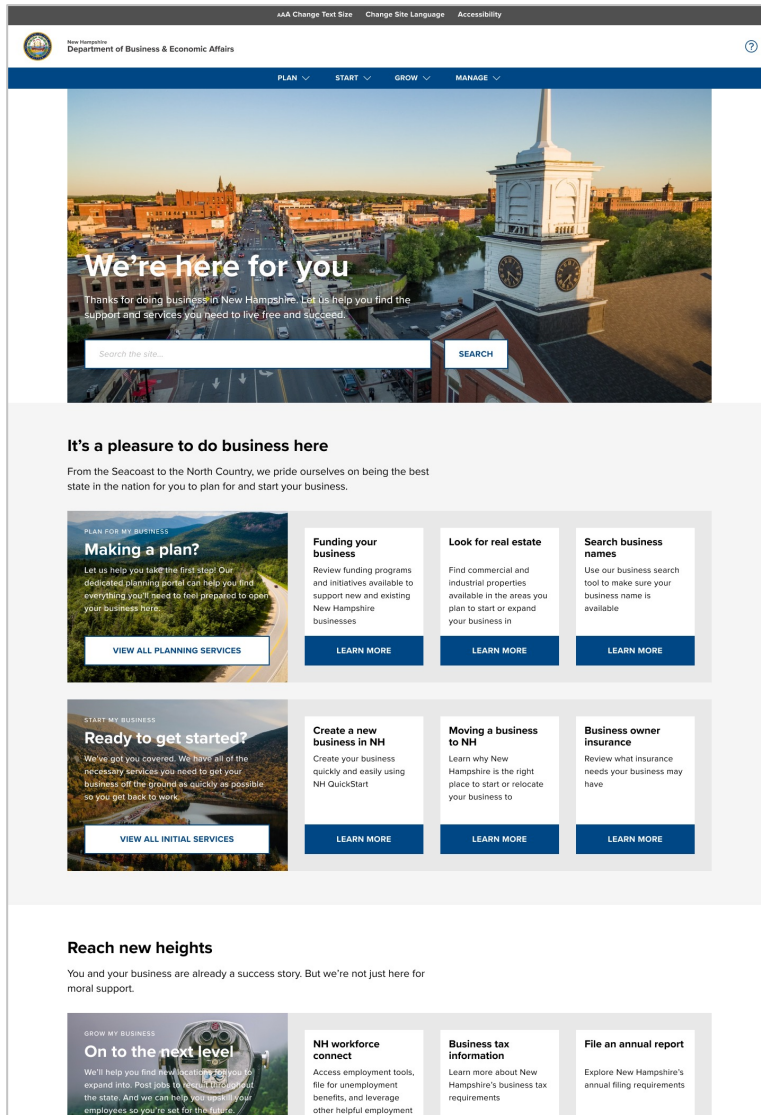 AAA Change Text Size Change Site Language Accessibility
New Hampshire
Department of Business & Economic Affairs
?
PLAN START GROW MANAGE
We're here for you
Thanks for doing business in New Hampshire. Let us help you find the
support and services you need to live free and succeed.
Search the site...
SEARCH
It's a pleasure to do business here
From the Seacoast to the North Country, we pride ourselves on being the best
state in the nation for you to plan for and start your business.
PLAN FOR MY BUSINESS
Making a plan?
Let us help you take the first step! Our
dedicated planning portal can help you find
everything you'll need to feel prepared to open
your business here.
VIEW ALL PLANNING SERVICES
Funding your
business
Review funding programs
and initiatives available to
support new and existing
New Hampshire
businesses
LEARN MORE
Look for real estate
Find commercial and
industrial properties
available in the areas you
plan to start or expand
your business in
LEARN MORE
Search business
names
Use our business search
tool to make sure your
business name is
available
LEARN MORE
START MY BUSINESS
Ready to get started?
We've got you covered. We have all of the
necessary services you need to get your
business off the ground as quickly as possible
so you get back to work.
VIEW ALL INITIAL SERVICES
Create a new
business in NH
Create your business
quickly and easily using
NH QuickStart
LEARN MORE
Moving a business
to NH
Learn why New
Hampshire is the right
place to start or relocate
your business to
LEARN MORE
Business owner
insurance
Review what insurance
needs your business may
have
LEARN MORE
Reach new heights
You and your business are already a success story. But we're not just here for
moral support.
GROW MY BUSINESS
On to the next level
We'll help you find new locations for you to
expand into. Post jobs to recruit throughout
the state. And we can help you upskill your
employees so you're set for the future.
NH workforce
connect
Access employment tools,
file for unemployment
benefits, and leverage
other helpful employment
Business tax
information
Learn more about New
Hampshire's business tax
requirements
File an annual report
Explore New Hampshire's
annual filing requirements